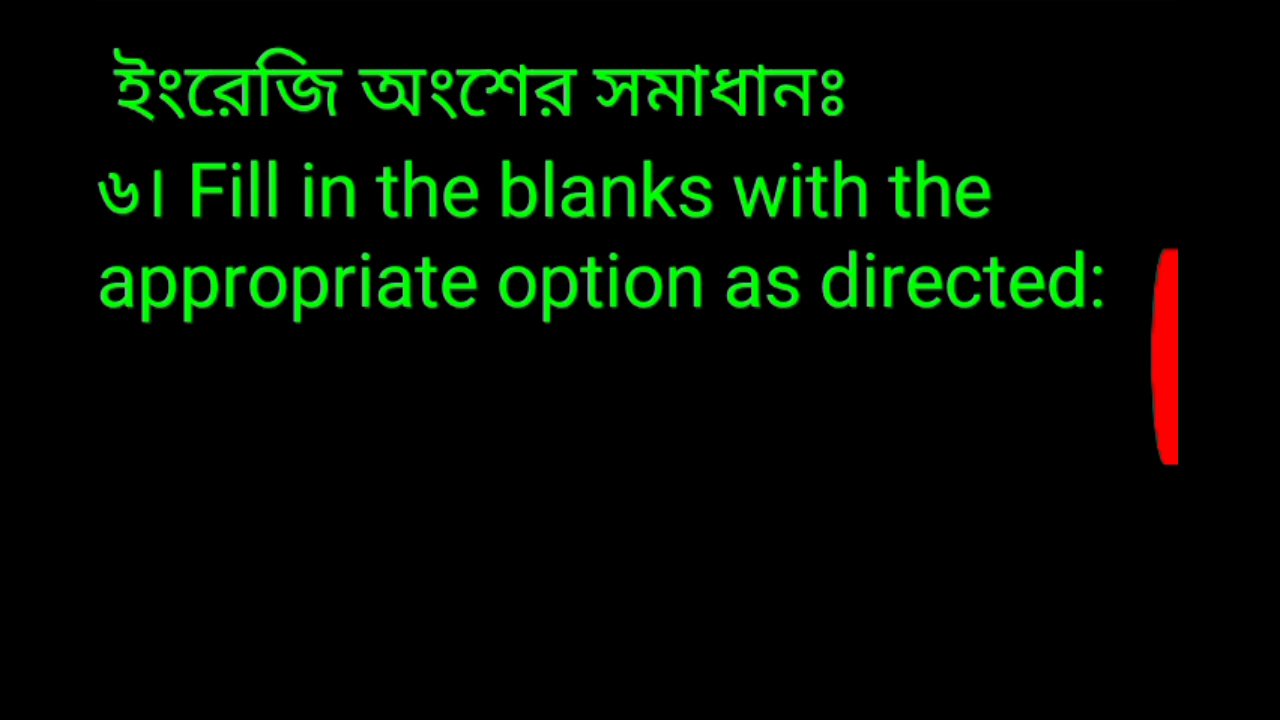 ইংরেজি অংশের সমাধানঃ
৬। Fill in the blanks with the
appropriate option as directed: